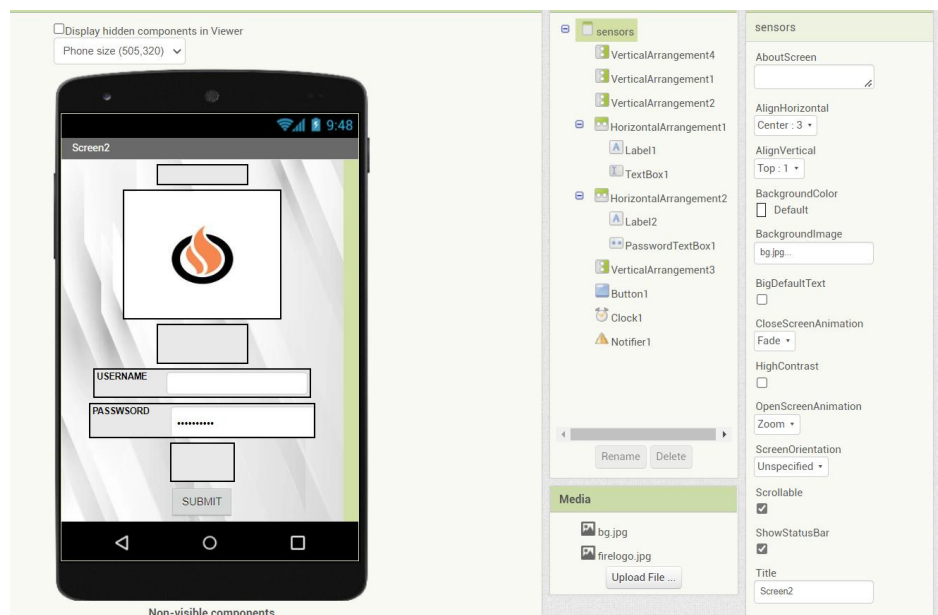 Display hidden components in Viewer
Phone size (505,320)
9:48
Screen2
USERNAME
PASSWSORD
••••••••••
SUBMIT
Non-visible components
sensors
VerticalArrangement4
VerticalArrangement1
VerticalArrangement2
HorizontalArrangement1
Label1
TextBox1
HorizontalArrangement2
Label2
PasswordTextBox1
VerticalArrangement3
Button1
Clock1
Notifier1
Rename Delete
Media
bg.jpg
firelogo.jpg
Upload File ...
sensors
AboutScreen
AlignHorizontal
Center : 3
AlignVertical
Top : 1
BackgroundColor
Default
BackgroundImage
bg.jpg...
BigDefaultText
CloseScreenAnimation
Fade
HighContrast
OpenScreenAnimation
Zoom
ScreenOrientation
Unspecified
Scrollable
ShowStatusBar
Title
Screen2